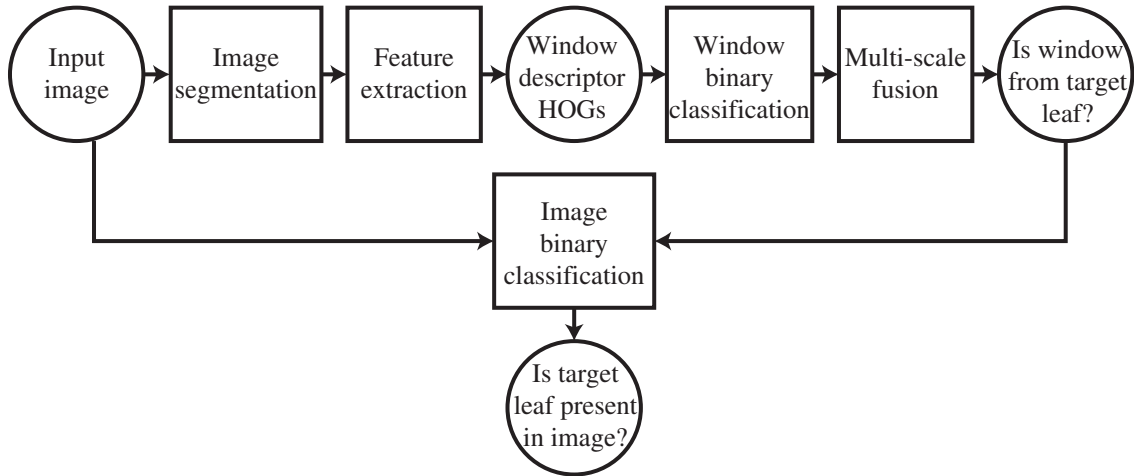 Input
image
Image
segmentation
Feature
extraction
Window
descriptor
HOGs
Window
binary
classification
Multi-scale
fusion
Is window
from target
leaf?
Image
binary
classification
Is target
leaf present
in image?